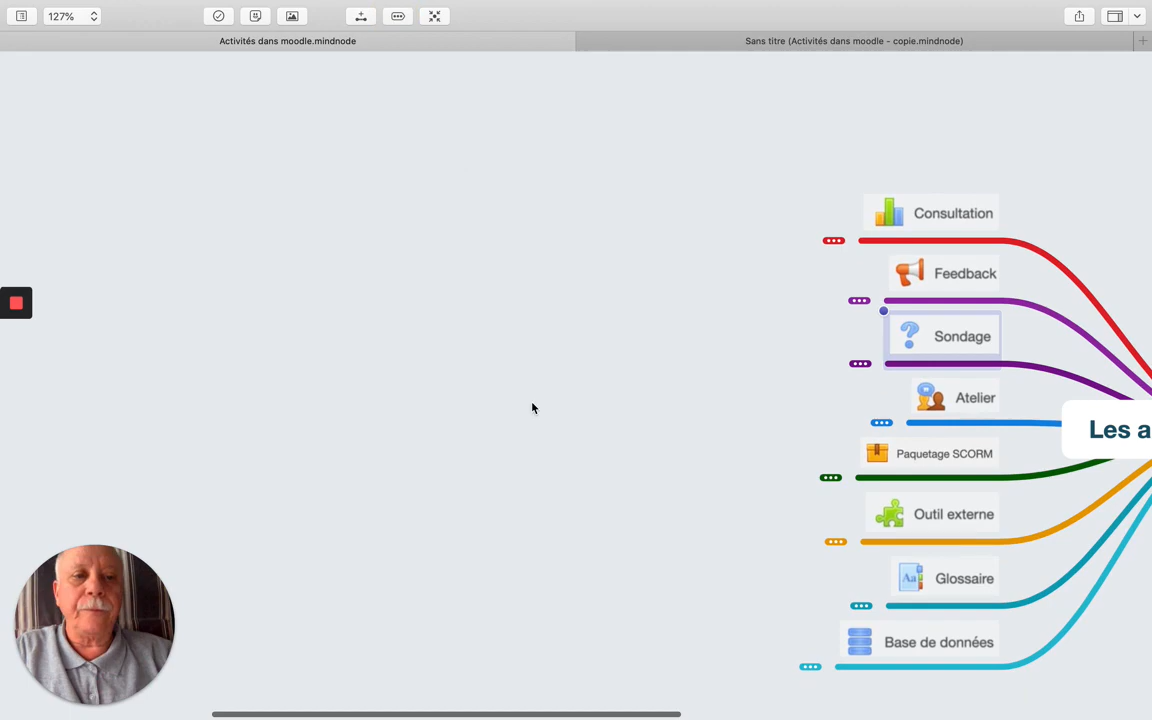 127%
Activités dans moodle.mindnode
Sans titre (Activités dans moodle - copie.mindnode)
Consultation
Feedback
Sondage
Atelier
Les a
Paquetage SCORM
Outil externe
Aa
Glossaire
Base de données